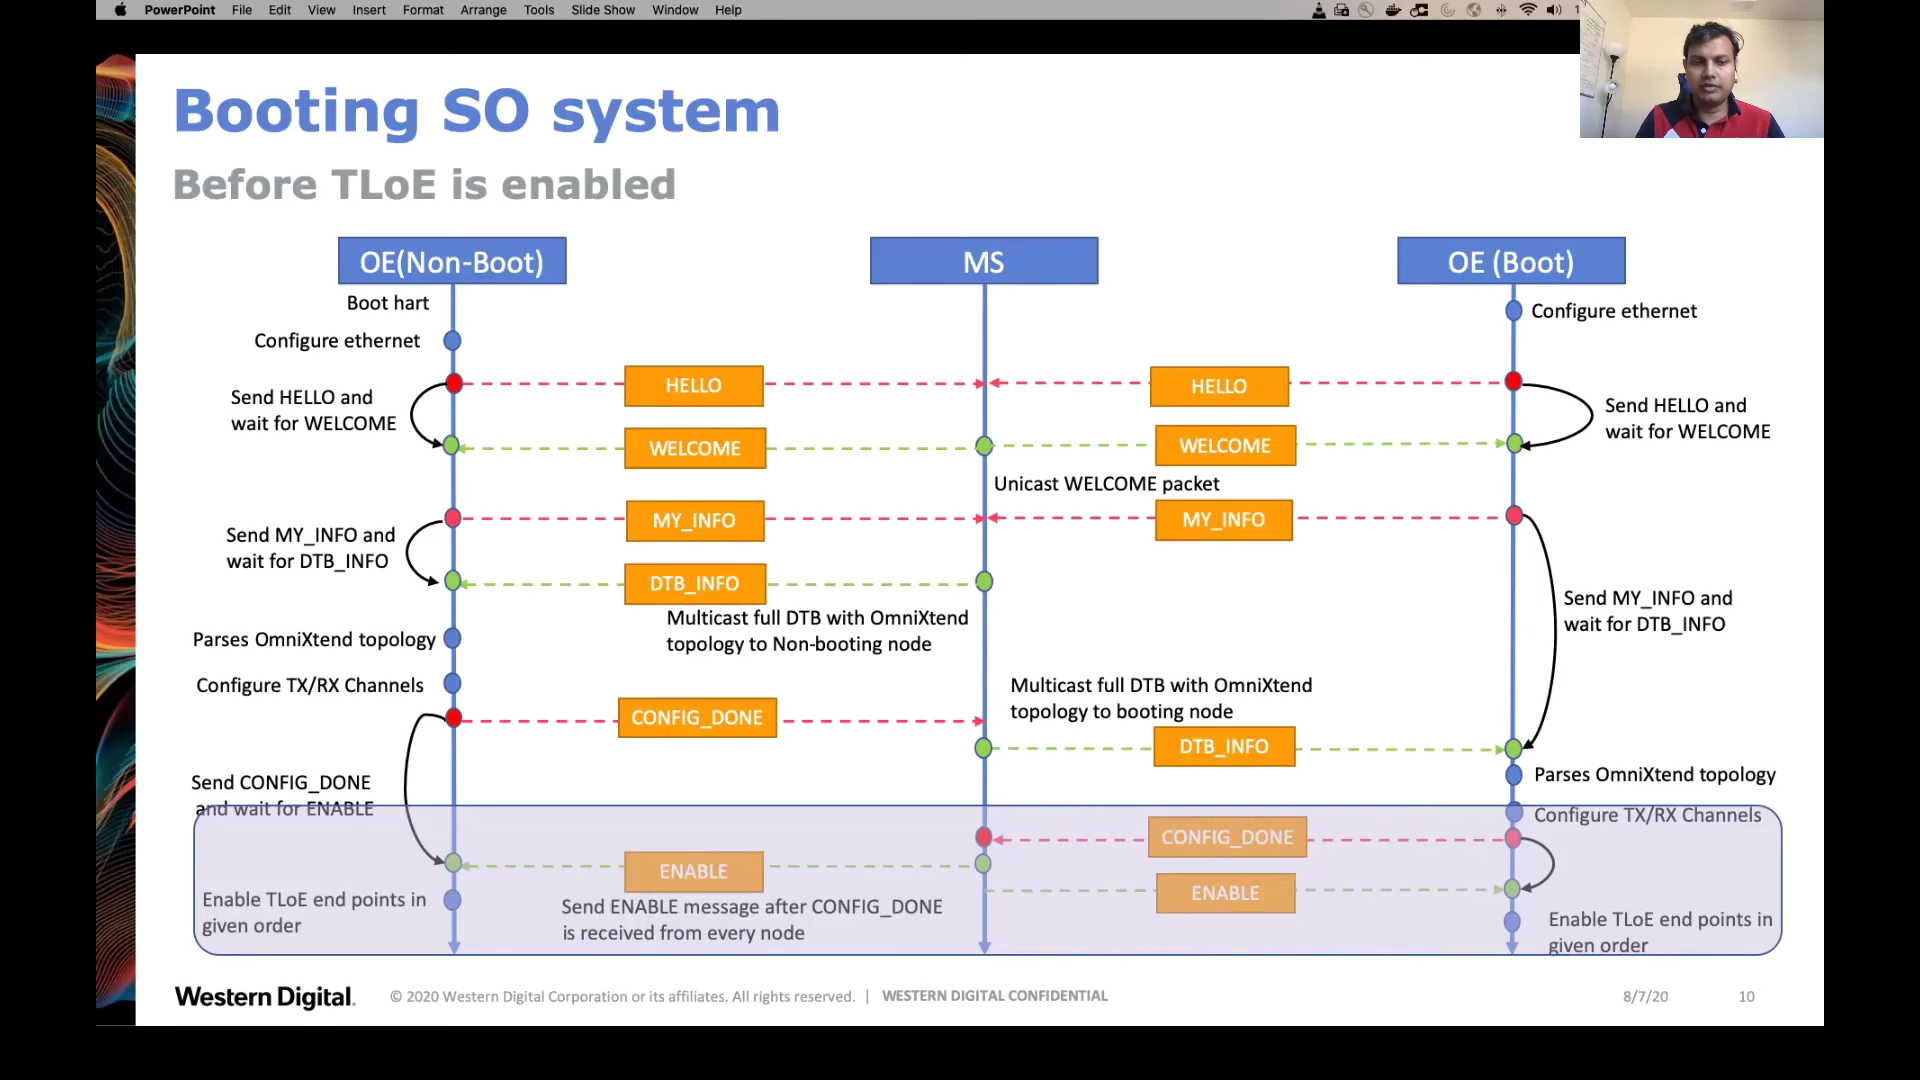 PowerPoint File Edit View Insert Format Arrange Tools Slide Show Window Help
Booting SO system
Before TLoE is enabled
OE(Non-Boot)
MS
OE (Boot)
Boot hart
Configure ethernet
Configure ethernet
HELLO
HELLO
Send HELLO and
wait for WELCOME
Send HELLO and
wait for WELCOME
WELCOME
WELCOME
Unicast WELCOME packet
MY_INFO
MY_INFO
Send MY_INFO and
wait for DTB_INFO
DTB_INFO
Multicast full DTB with OmniXtend
topology to Non-booting node
Send MY_INFO and
wait for DTB_INFO
Parses OmniXtend topology
Configure TX/RX Channels
Multicast full DTB with OmniXtend
topology to booting node
CONFIG_DONE
DTB_INFO
Parses OmniXtend topology
Send CONFIG_DONE
and wait for ENABLE
Configure TX/RX Channels
CONFIG_DONE
ENABLE
ENABLE
Enable TLoE end points in
given order
Send ENABLE message after CONFIG_DONE
is received from every node
Enable TLoE end points in
given order
Western Digital. © 2020 Western Digital Corporation or its affiliates. All rights reserved. | WESTERN DIGITAL CONFIDENTIAL 8/7/20 10